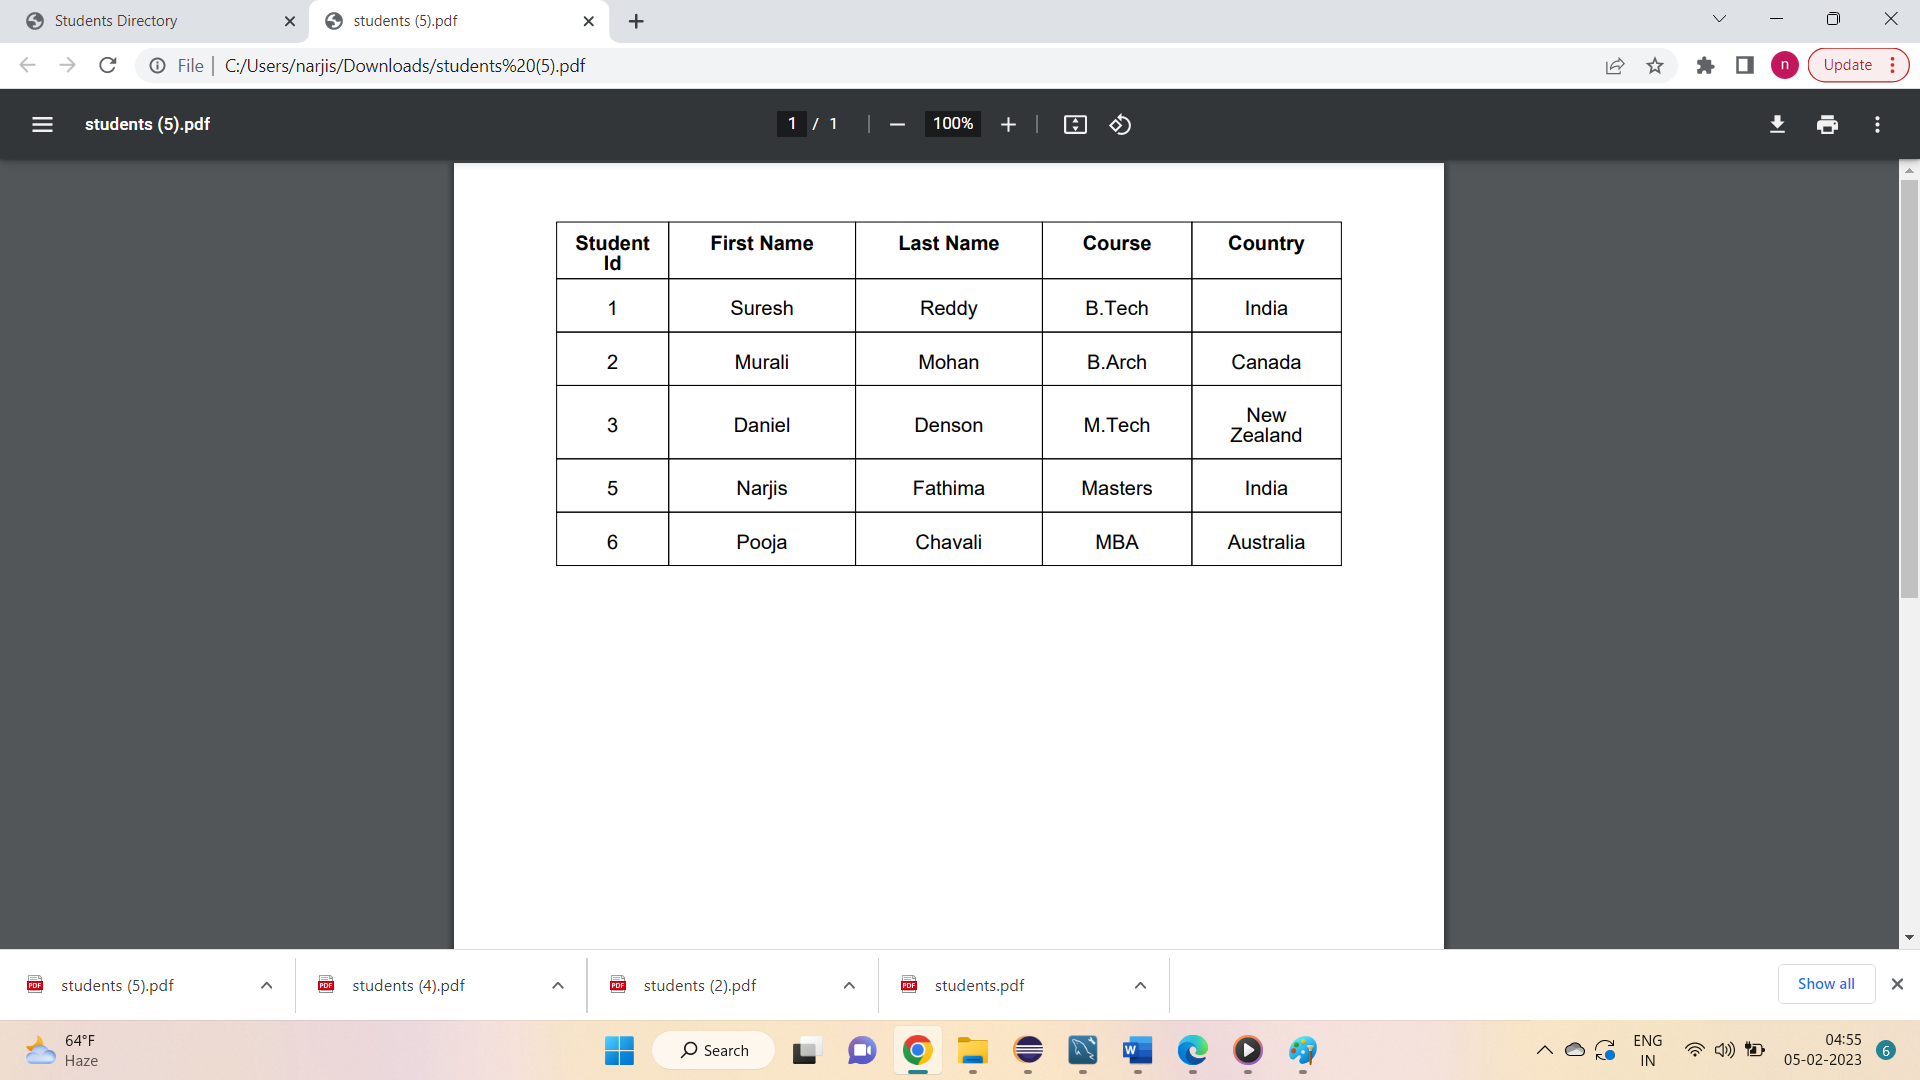 Students Directory
students (5).pdf
File | C:/Users/narjis/Downloads/students%20(5).pdf
n
Update
students (5).pdf
1 / 1
100%
Student Id First Name Last Name Course Country
1 Suresh Reddy B.Tech India
2 Murali Mohan B.Arch Canada
3 Daniel Denson M.Tech New Zealand
5 Narjis Fathima Masters India
6 Pooja Chavali MBA Australia
students (5).pdf
students (4).pdf
students (2).pdf
students.pdf
Show all
64°F
Haze
Search
ENG
IN
04:55
05-02-2023
6